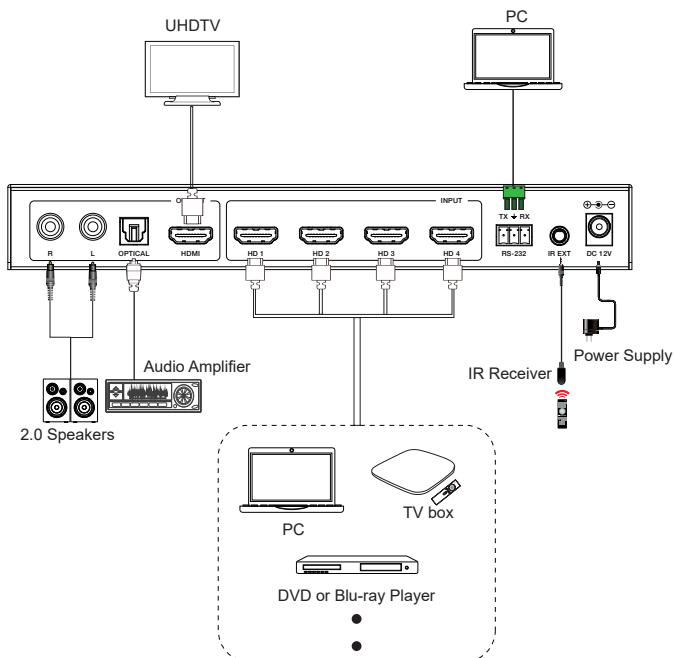 UHDTV
PC
O T
INPUT
TX RX
R
L
OPTICAL
HDMI
HD 1
HD 2
HD 3
HD 4
RS-232
IR EXT
DC 12V
Audio Amplifier
IR Receiver
Power Supply
2.0 Speakers
PC
TV box
DVD or Blu-ray Player